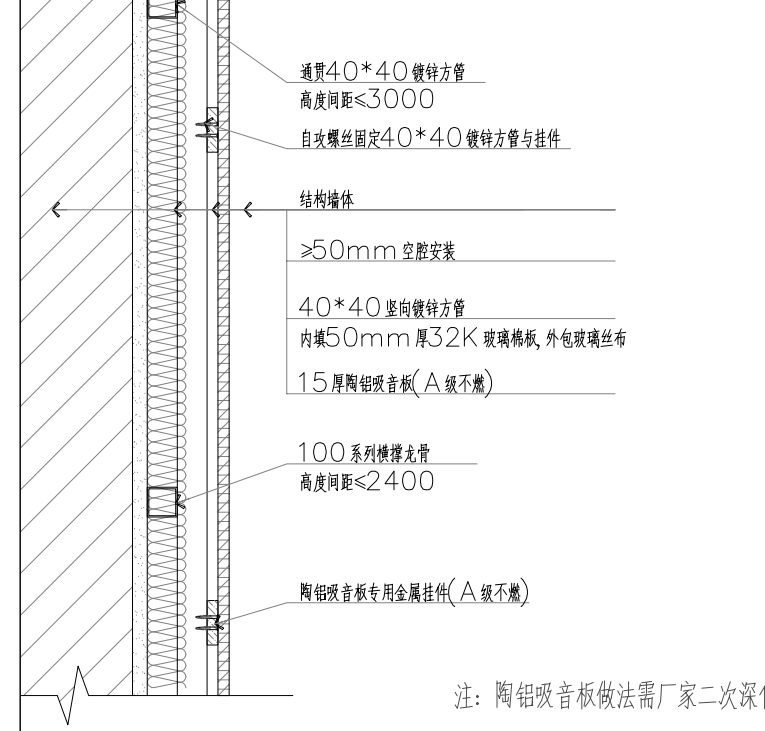 通贯40*40镀锌方管
高度间距≤3000
自攻螺丝固定40*40镀锌方管与挂件
结构墙体
≥50mm空腔安装
40*40竖向镀锌方管
内填50mm厚32K玻璃棉板,外包玻璃丝布
15厚陶铝吸音板(A级不燃)
100系列横撑龙骨
高度间距≤2400
陶铝吸音板专用金属挂件(A级不燃)
注:陶铝吸音板做法需厂家二次深